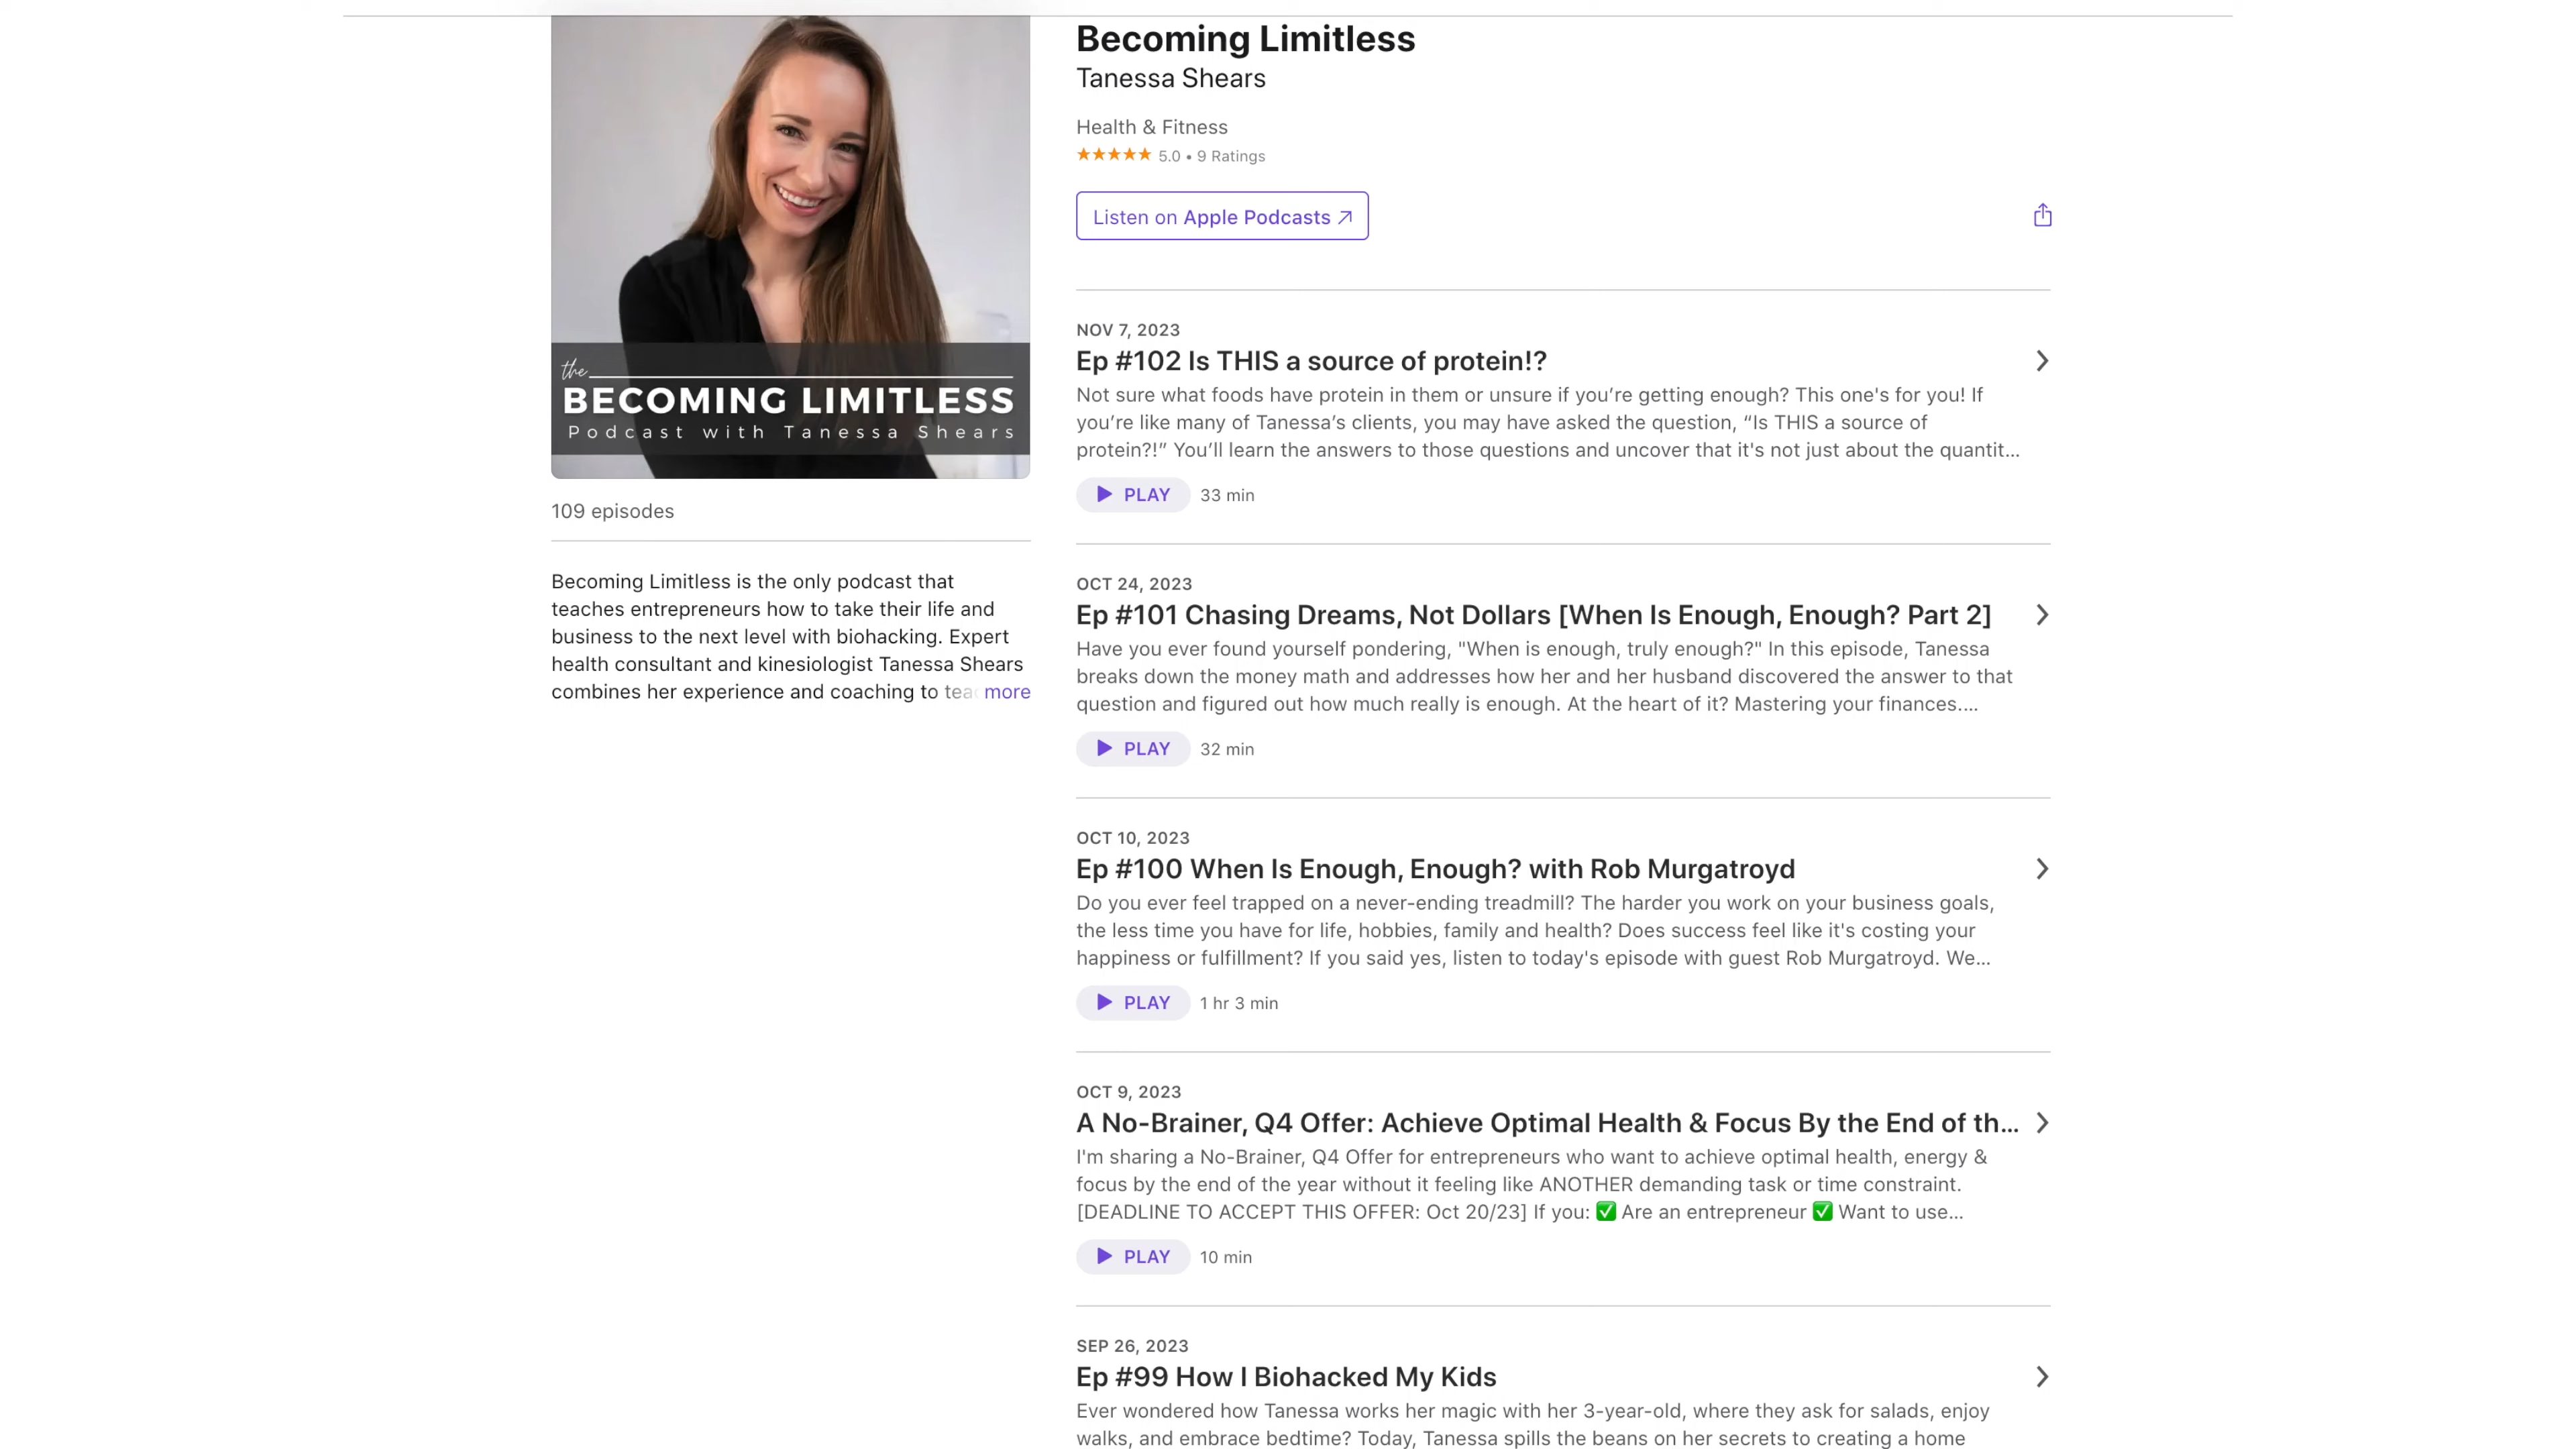 the
BECOMING LIMITLESS
Podcast with Tanessa Shears
109 episodes
Becoming Limitless is the only podcast that
teaches entrepreneurs how to take their life and
business to the next level with biohacking. Expert
health consultant and kinesiologist Tanessa Shears
combines her experience and coaching to tea more
Becoming Limitless
Tanessa Shears
Health & Fitness
★★★★★ 5.0 • 9 Ratings
Listen on Apple Podcasts ↗
NOV 7, 2023
Ep #102 Is THIS a source of protein!?
Not sure what foods have protein in them or unsure if you’re getting enough? This one's for you! If
you’re like many of Tanessa’s clients, you may have asked the question, “Is THIS a source of
protein?!” You’ll learn the answers to those questions and uncover that it's not just about the quantit...
PLAY 33 min
OCT 24, 2023
Ep #101 Chasing Dreams, Not Dollars [When Is Enough, Enough? Part 2]
Have you ever found yourself pondering, "When is enough, truly enough?" In this episode, Tanessa
breaks down the money math and addresses how her and her husband discovered the answer to that
question and figured out how much really is enough. At the heart of it? Mastering your finances....
PLAY 32 min
OCT 10, 2023
Ep #100 When Is Enough, Enough? with Rob Murgatroyd
Do you ever feel trapped on a never-ending treadmill? The harder you work on your business goals,
the less time you have for life, hobbies, family and health? Does success feel like it's costing your
happiness or fulfillment? If you said yes, listen to today's episode with guest Rob Murgatroyd. We...
PLAY 1 hr 3 min
OCT 9, 2023
A No-Brainer, Q4 Offer: Achieve Optimal Health & Focus By the End of th...
I'm sharing a No-Brainer, Q4 Offer for entrepreneurs who want to achieve optimal health, energy &
focus by the end of the year without it feeling like ANOTHER demanding task or time constraint.
[DEADLINE TO ACCEPT THIS OFFER: Oct 20/23] If you: ✅ Are an entrepreneur ✅ Want to use...
PLAY 10 min
SEP 26, 2023
Ep #99 How I Biohacked My Kids
Ever wondered how Tanessa works her magic with her 3-year-old, where they ask for salads, enjoy
walks, and embrace bedtime? Today, Tanessa spills the beans on her secrets to creating a home